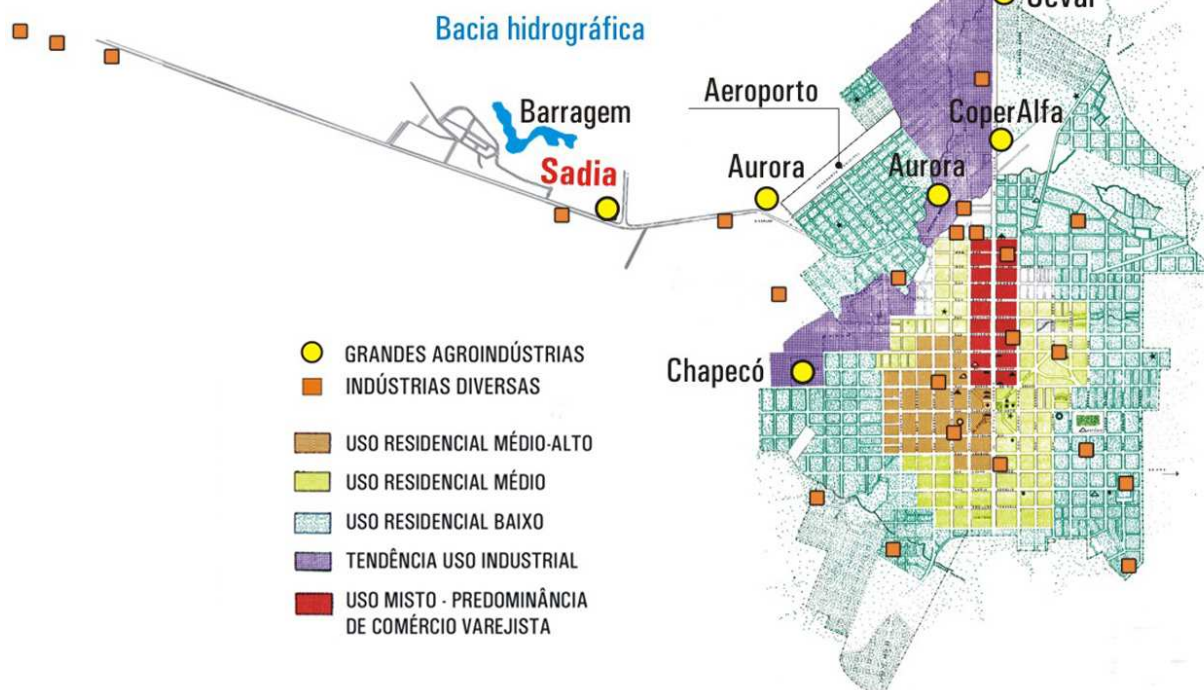 Ceval
Bacia hidrográfica
Aeroporto
Barragem
CoperAlfa
Sadia
Aurora
Aurora
Chapecó
GRANDES AGROINDÚSTRIAS
INDÚSTRIAS DIVERSAS
USO RESIDENCIAL MÉDIO-ALTO
USO RESIDENCIAL MÉDIO
USO RESIDENCIAL BAIXO
TENDÊNCIA USO INDUSTRIAL
USO MISTO - PREDOMINÂNCIA
DE COMÉRCIO VAREJISTA